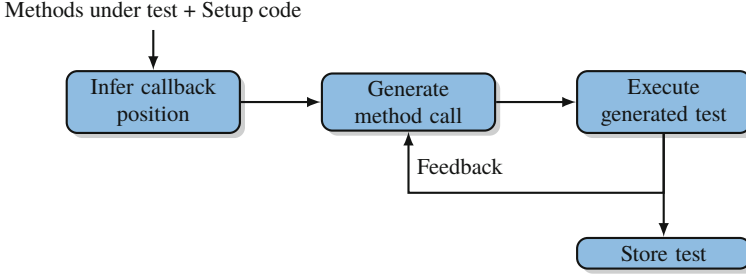 Methods under test + Setup code
Infer callback
position
Generate
method call
Execute
generated test
Feedback
Store test